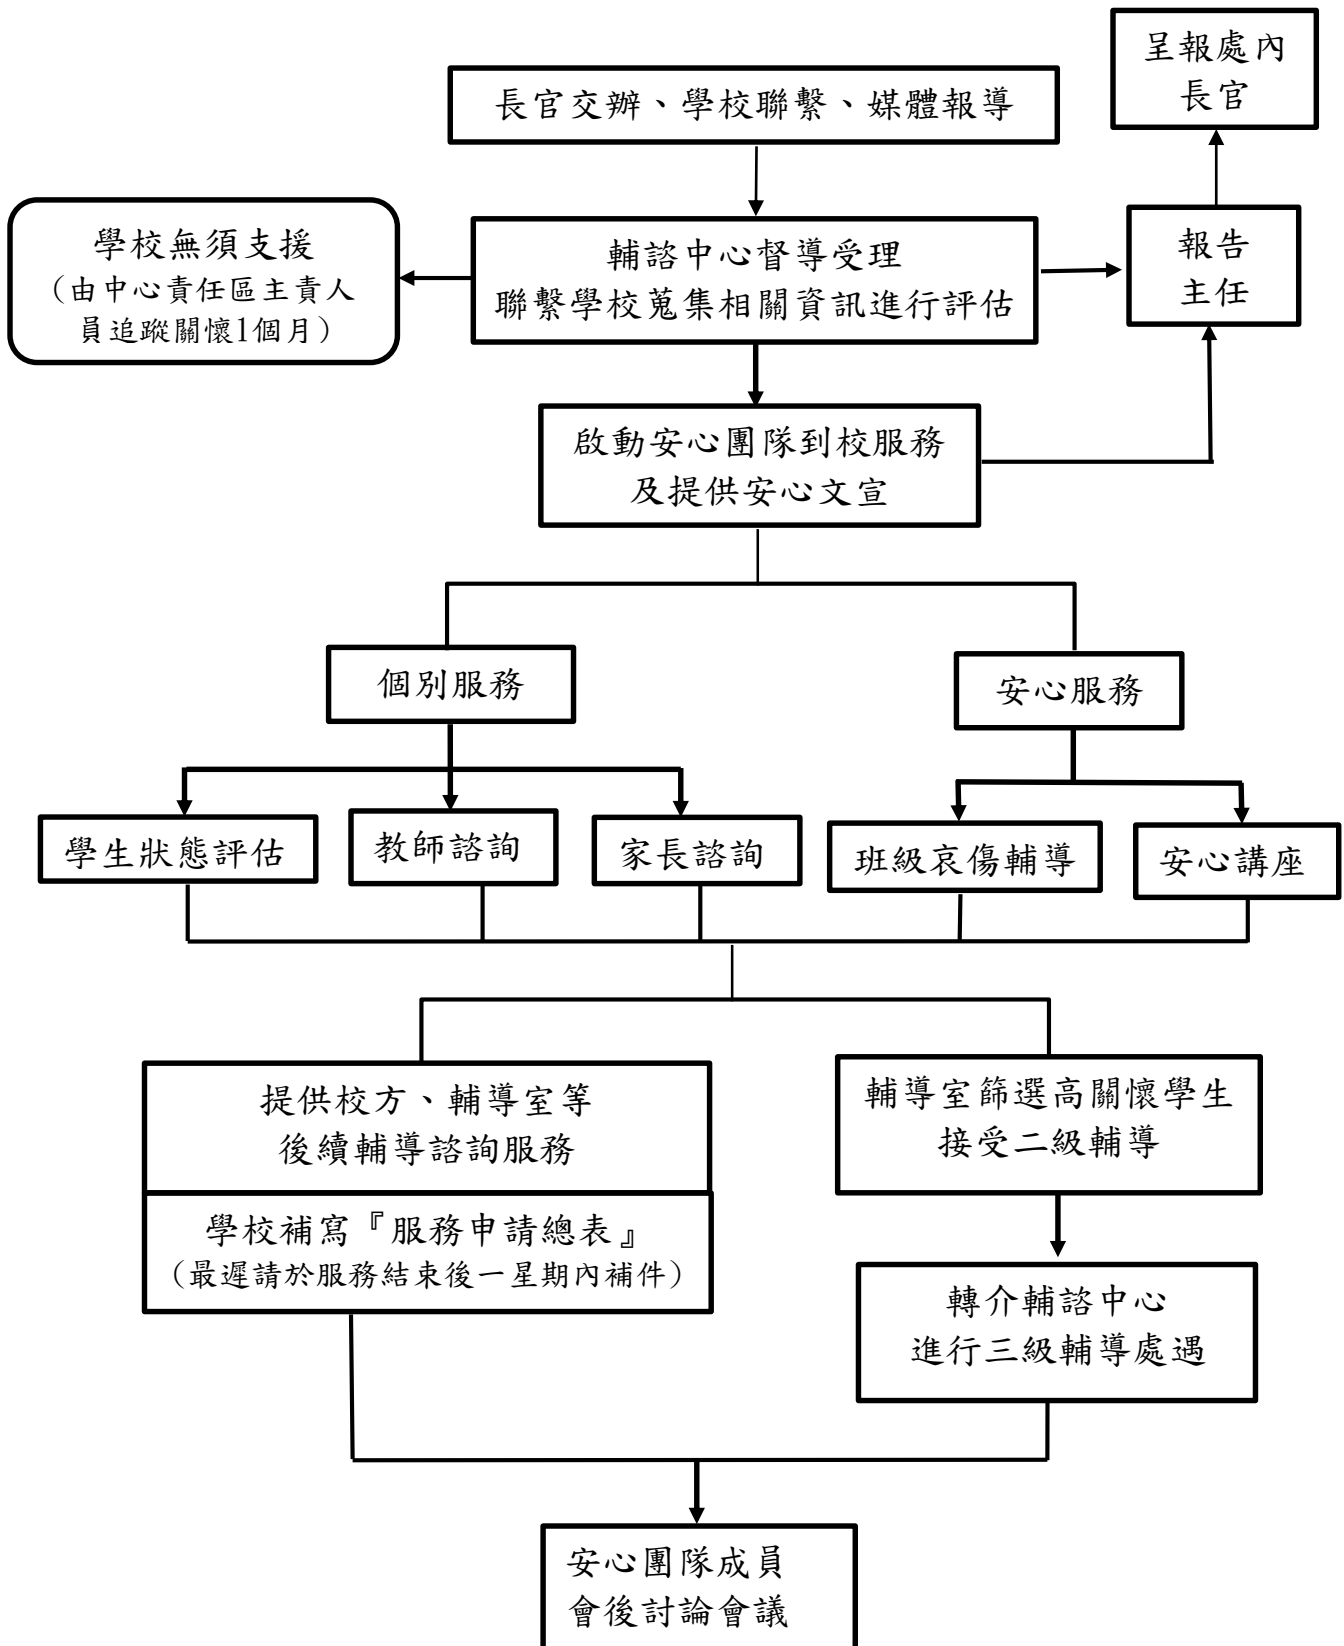 呈報處內
長官
長官交辦、學校聯繫、媒體報導
學校無須支援
(由中心責任區主責人
員追蹤關懷1個月)
輔諮中心督導受理
聯繫學校蒐集相關資訊進行評估
報告
主任
啟動安心團隊到校服務
及提供安心文宣
個別服務
安心服務
學生狀態評估
教師諮詢
家長諮詢
班級哀傷輔導
安心講座
提供校方、輔導室等
後續輔導諮詢服務
學校補寫『服務申請總表』
(最遲請於服務結束後一星期內補件)
輔導室篩選高關懷學生
接受二級輔導
轉介輔諮中心
進行三級輔導處遇
安心團隊成員
會後討論會議